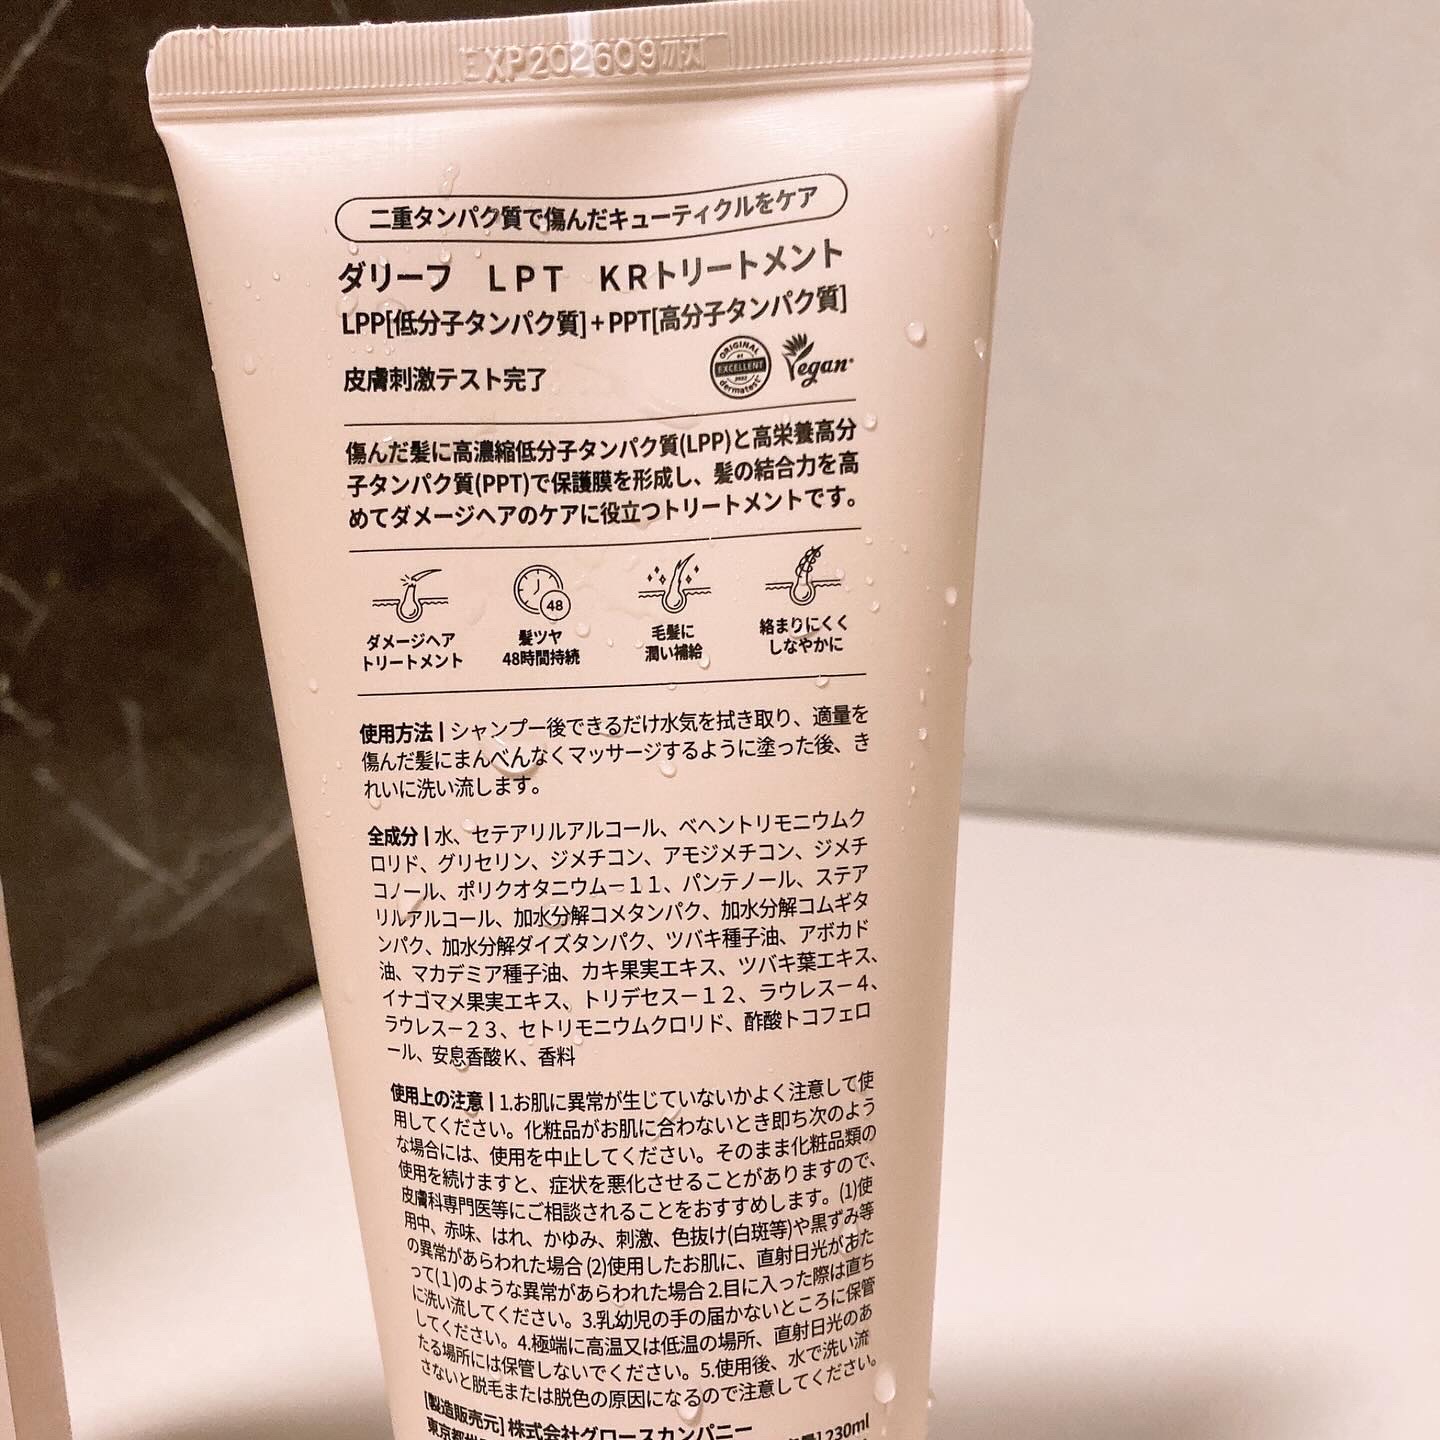 EXP202609까지
二重タンパク質で傷んだキューティクルをケア
ダリーフ LPT KRトリートメント
LPP[低分子タンパク質]+PPT[高分子タンパク質]
皮膚刺激テスト完了
ORIGINAL
EXCELLENT
2022
dermatest
Vegan
傷んだ髪に高濃縮低分子タンパク質(LPP)と高栄養高分
子タンパク質(PPT)で保護膜を形成し、髪の結合力を高
めてダメージヘアのケアに役立つトリートメントです。
48
ダメージヘア
トリートメント
髪ツヤ
48時間持続
毛髪に
潤い補給
絡まりにくく
しなやかに
使用方法|シャンプー後できるだけ水気を拭き取り、適量を
傷んだ髪にまんべんなくマッサージするように塗った後、き
れいに洗い流します。
全成分|水、セテアリルアルコール、ベヘントリモニウムク
ロリド、グリセリン、ジメチコン、アモジメチコン、ジメチ
コノール、ポリクオタニウムー１１、パンテノール、ステア
リルアルコール、加水分解コメタンパク、加水分解コムギタ
ンパク、加水分解ダイズタンパク、ツバキ種子油、アボカド
油、マカデミア種子油、カキ果実エキス、ツバキ葉エキス、
イナゴマメ果実エキス、トリデセスー１２、ラウレスー４、
ラウレスー２３、セトリモニウムクロリド、酢酸トコフェロ
ール、安息香酸Ｋ、香料
使用上の注意|1.お肌に異常が生じていないかよく注意して使
用してください。化粧品がお肌に合わないとき即ち次のよう
な場合には、使用を中止してください。そのまま化粧品類の
使用を続けますと、症状を悪化させることがありますので、
皮膚科専門医等にご相談されることをおすすめします。(1)使
用中、赤味、はれ、かゆみ、刺激、色抜け(白斑等)や黒ずみ等
の異常があらわれた場合(2)使用したお肌に、直射日光があた
って(1)のような異常があらわれた場合2.目に入った際は直ち
に洗い流してください。3.乳幼児の手の届かないところに保管
してください。4.極端に高温又は低温の場所、直射日光のあ
たる場所には保管しないでください。5.使用後、水で洗い流
さないと脱毛または脱色の原因になるので注意してください。
[製造販売元]株式会社グロースカンパニー
230ml